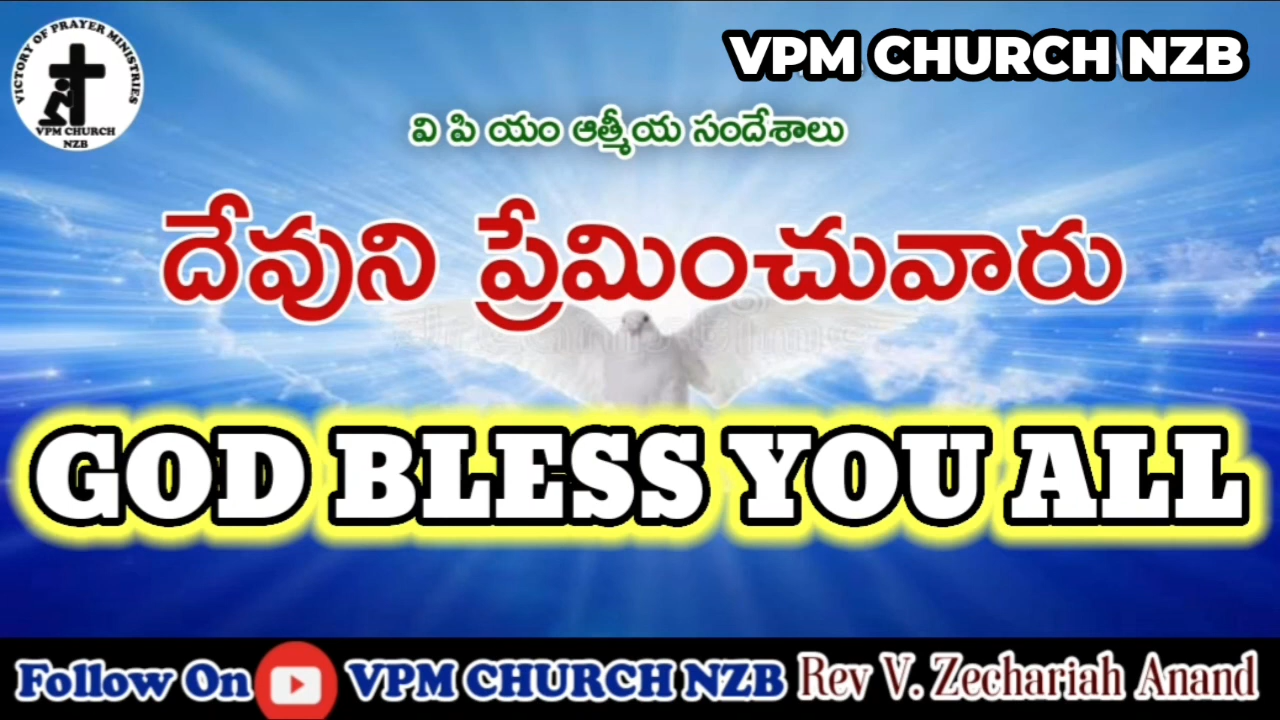 VICTORY OF PRAYER MINISTRIES
VPM CHURCH
NZB
VPM CHURCH NZB
వి పి యం ఆత్మీయ సందేశాలు
దేవుని ప్రేమించువారు
GOD BLESS YOU ALL
Follow On VPM CHURCH NZB Rev V. Zechariah Anand